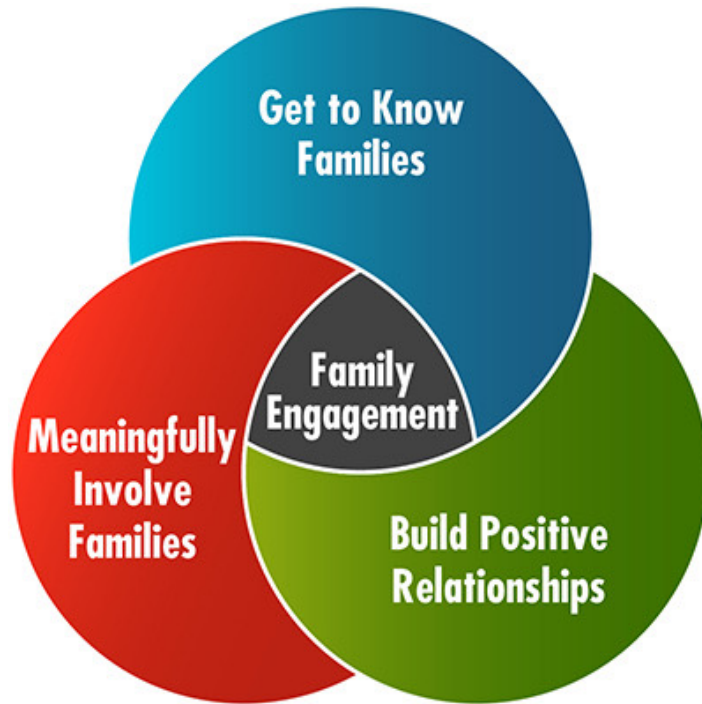 Get to Know
Families
Family
Engagement
Meaningfully
Involve
Families
Build Positive
Relationships